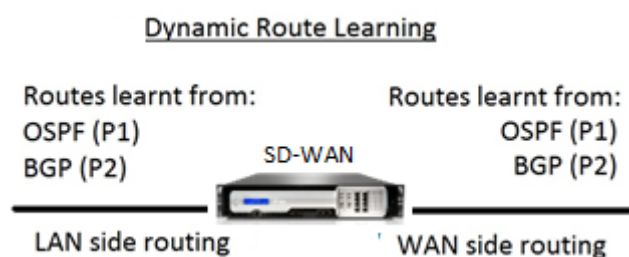 Dynamic Route Learning
Routes learnt from:
OSPF (P1)
BGP (P2)
Routes learnt from:
OSPF (P1)
BGP (P2)
SD-WAN
LAN side routing
WAN side routing